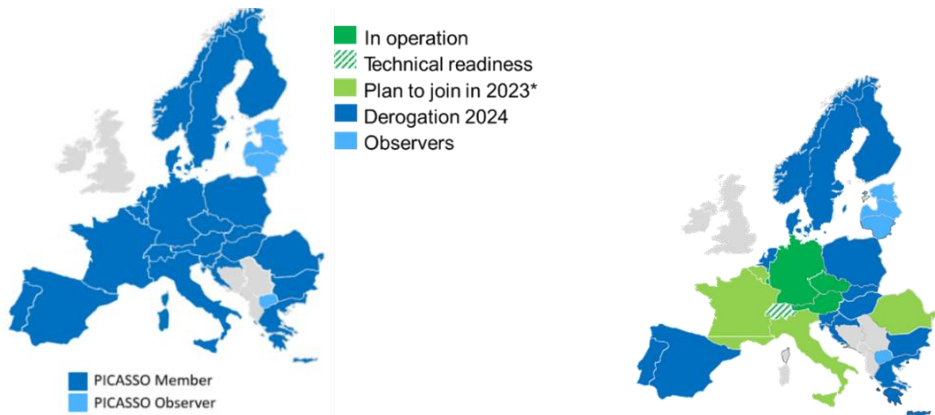 In operation
Technical readiness
Plan to join in 2023*
Derogation 2024
Observers
PICASSO Member
PICASSO Observer